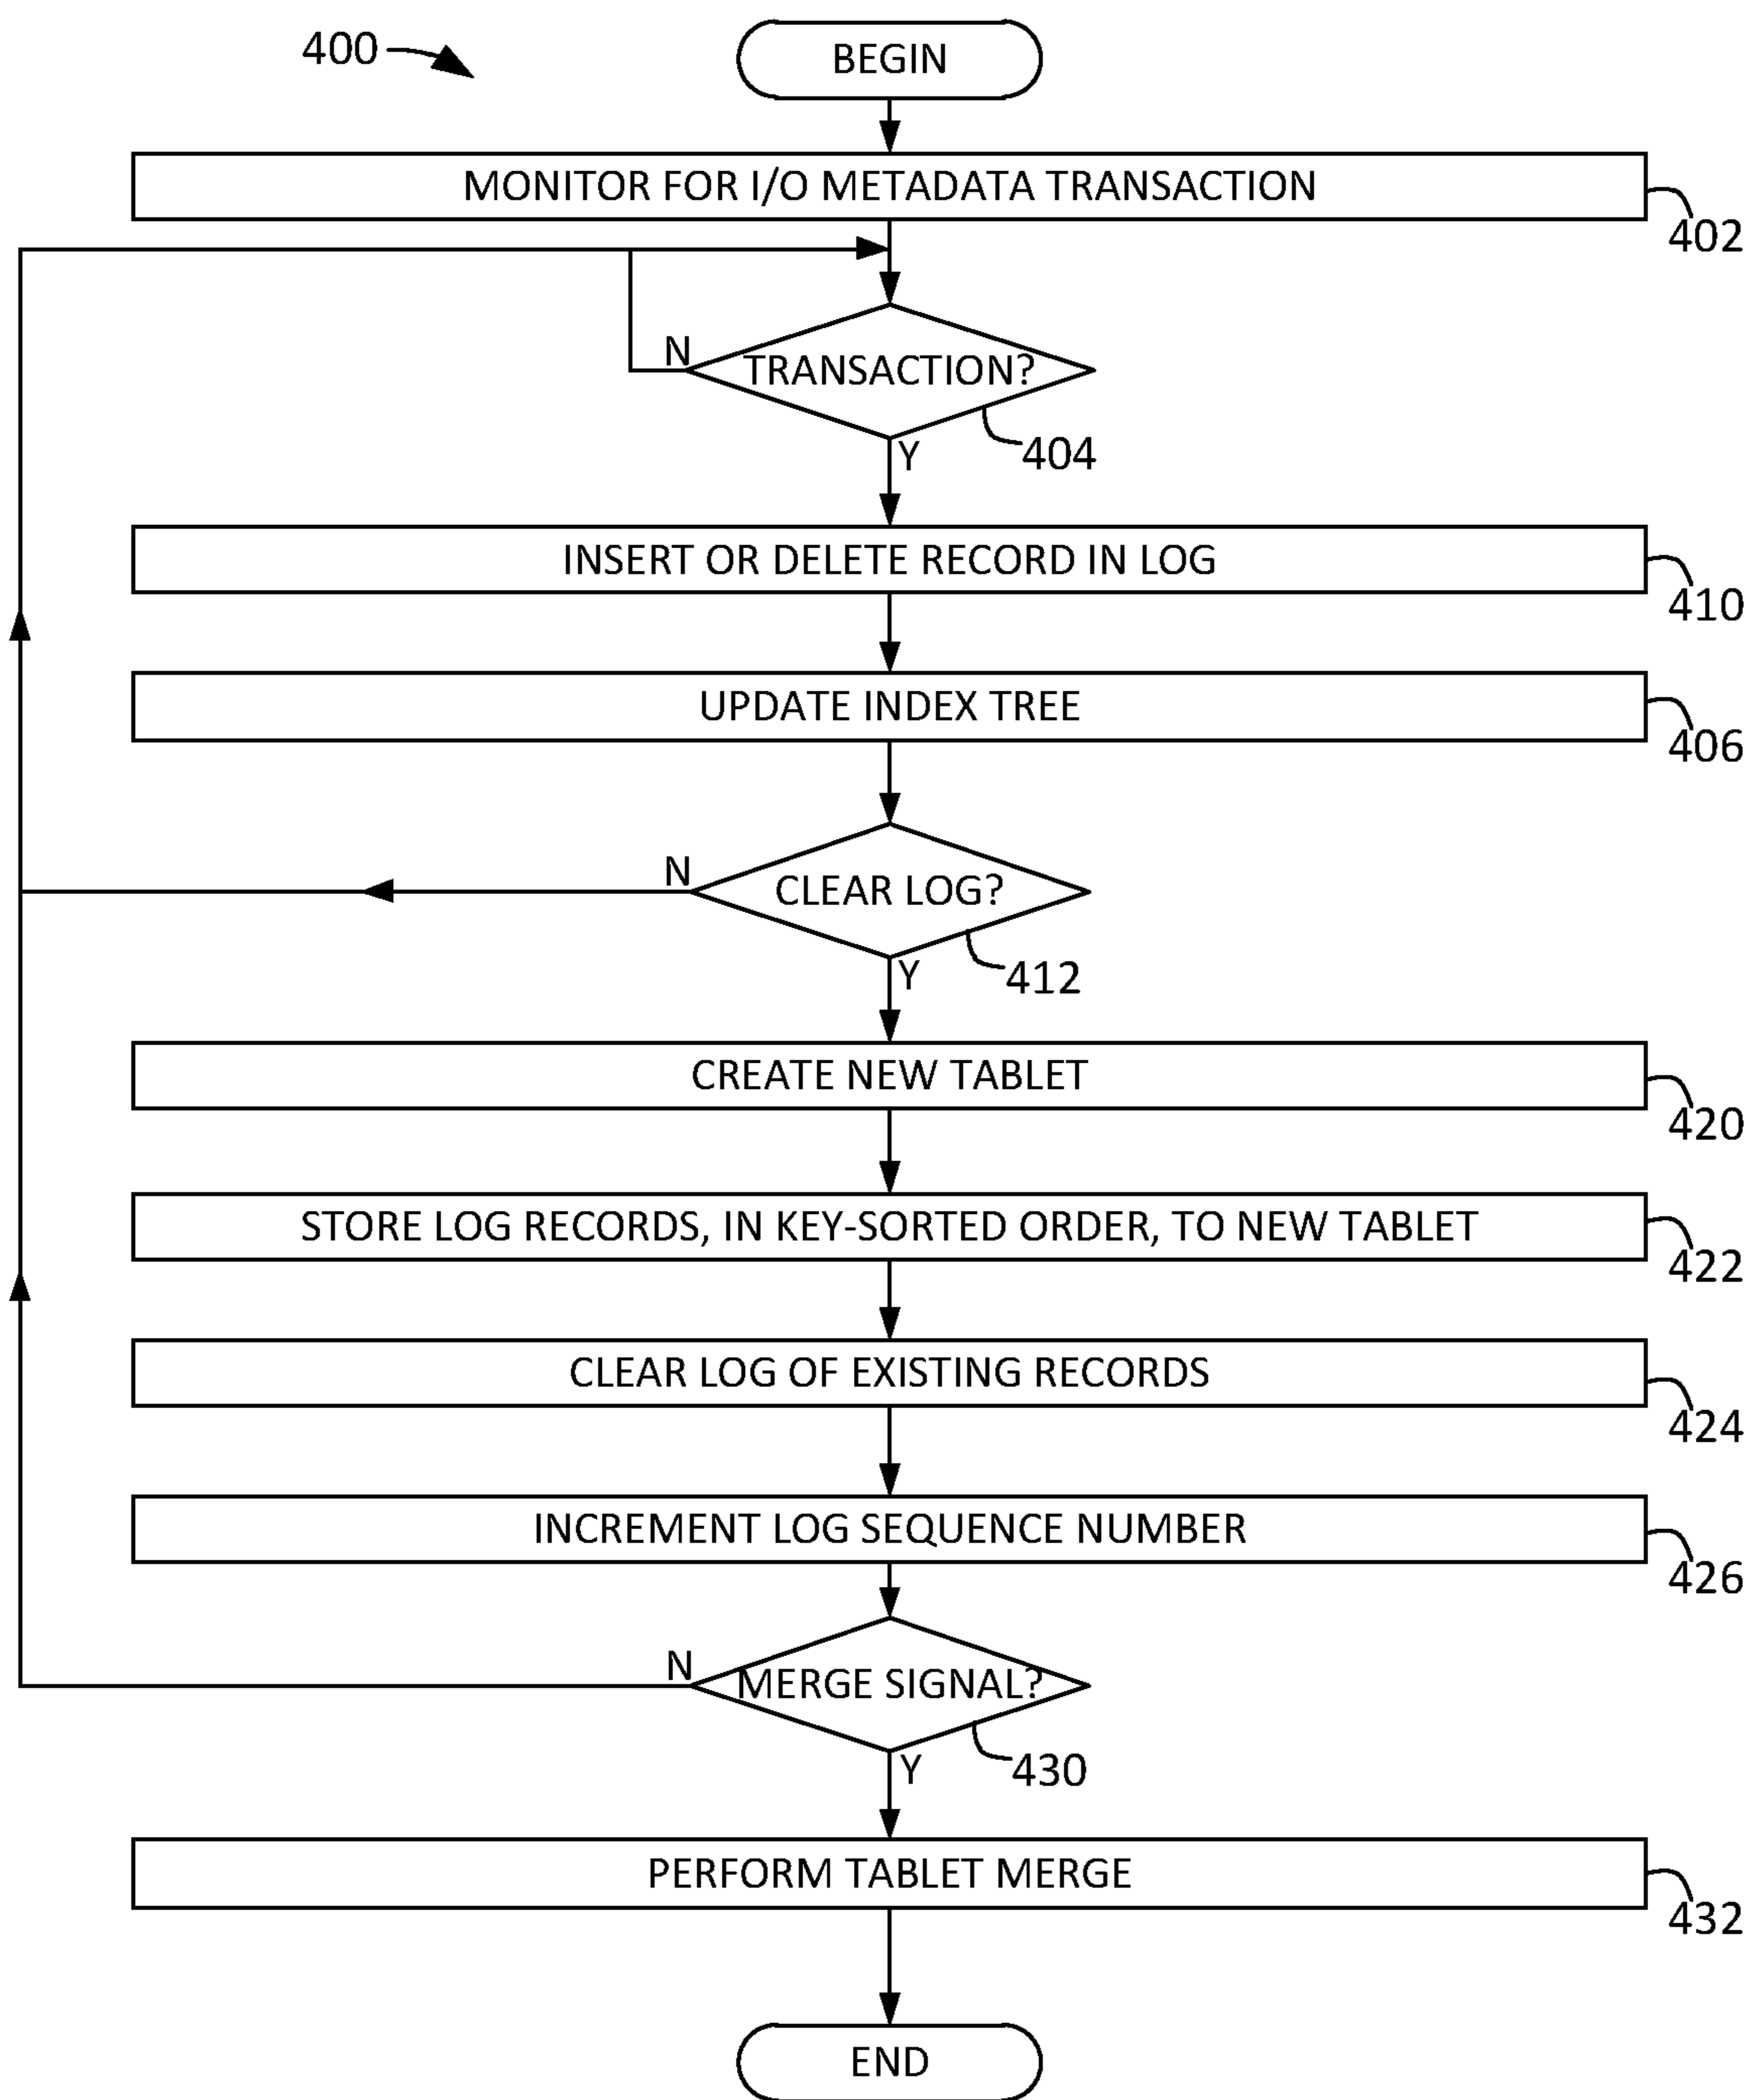 400
BEGIN
MONITOR FOR I/O METADATA TRANSACTION
402
N
TRANSACTION?
404
Y
INSERT OR DELETE RECORD IN LOG
410
UPDATE INDEX TREE
406
N
CLEAR LOG?
412
Y
CREATE NEW TABLET
420
STORE LOG RECORDS, IN KEY-SORTED ORDER, TO NEW TABLET
422
CLEAR LOG OF EXISTING RECORDS
424
INCREMENT LOG SEQUENCE NUMBER
426
N
MERGE SIGNAL?
430
Y
PERFORM TABLET MERGE
432
END